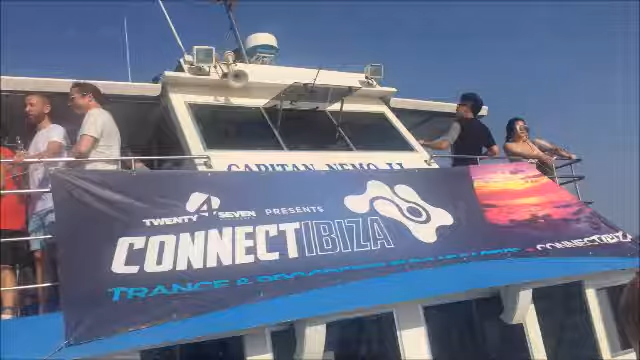 CAPITAN NEMO II
TWENTY 4 SEVEN PRESENTS
CONNECTIBIZA
TRANCE & PROGRESSIVE
CONNECTIBIZA